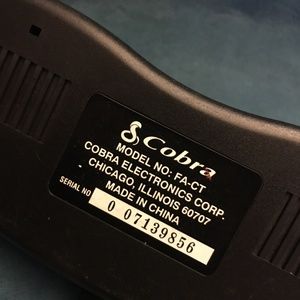 Cobra
MODEL NO: FA-CT
COBRA ELECTRONICS CORP.
CHICAGO, ILLINOIS 60707
MADE IN CHINA
SERIAL NO 0 07139856